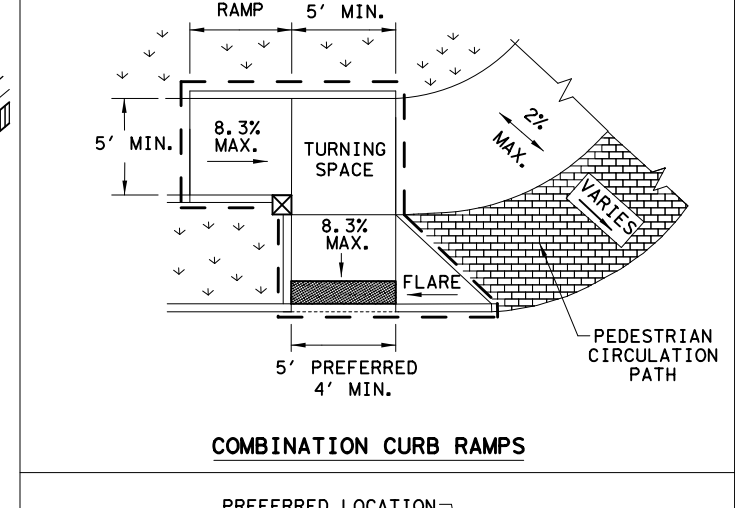 RAMP
5' MIN.
5' MIN.
8.3%
MAX.
TURNING
SPACE
2%
MAX.
VARIES
8.3%
MAX.
FLARE
PEDESTRIAN
CIRCULATION
PATH
5' PREFERRED
4' MIN.
COMBINATION CURB RAMPS
PREFERRED LOCATION